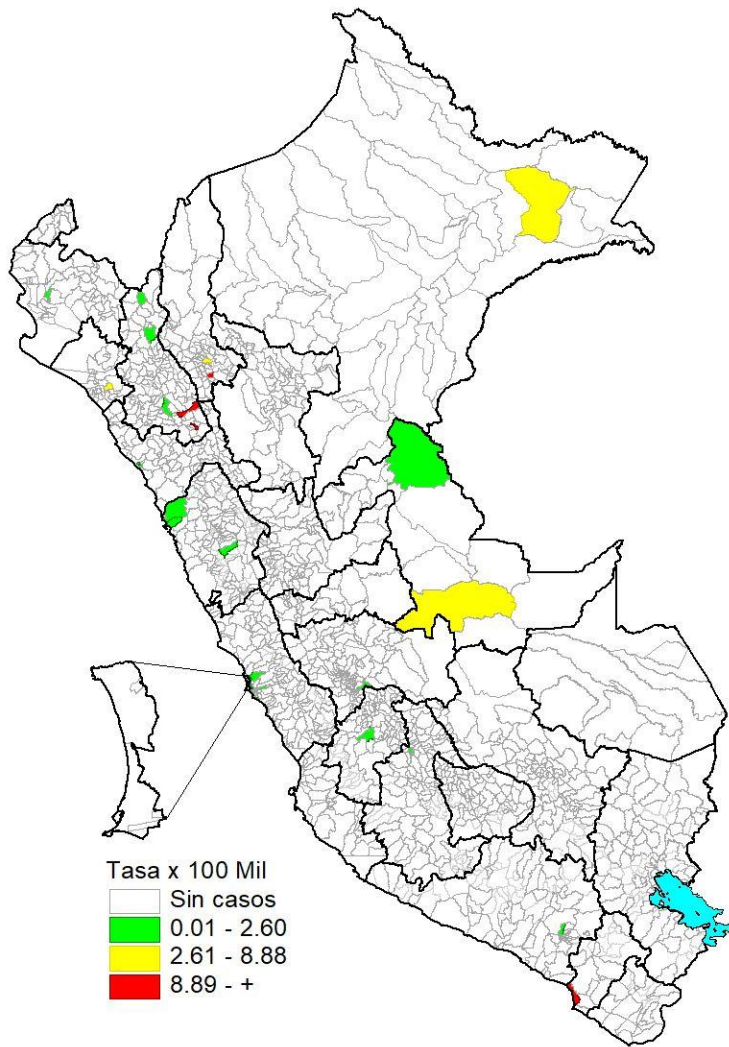 Tasa x 100 Mil
Sin casos
0.01 - 2.60
2.61 - 8.88
8.89 - +